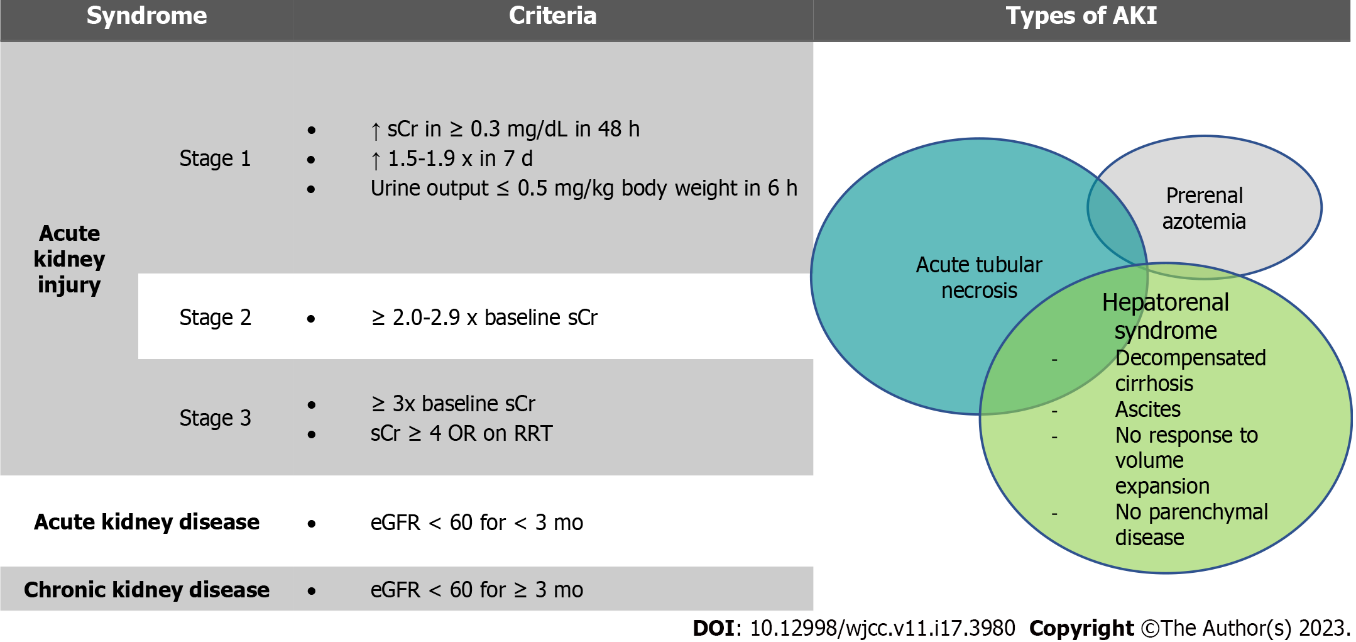 Syndrome Criteria Types of AKI
Acute
kidney
injury
Stage 1
• ↑ sCr in ≥ 0.3 mg/dL in 48 h
• ↑ 1.5-1.9 x in 7 d
• Urine output ≤ 0.5 mg/kg body weight in 6 h
Stage 2
• ≥ 2.0-2.9 x baseline sCr
Stage 3
• ≥ 3x baseline sCr
• sCr ≥ 4 OR on RRT
Acute kidney disease • eGFR < 60 for < 3 mo
Chronic kidney disease • eGFR < 60 for ≥ 3 mo
Acute tubular
necrosis
Prerenal
azotemia
Hepatorenal
syndrome
- Decompensated
cirrhosis
- Ascites
- No response to
volume
expansion
- No parenchymal
disease
DOI: 10.12998/wjcc.v11.i17.3980 Copyright ©The Author(s) 2023.